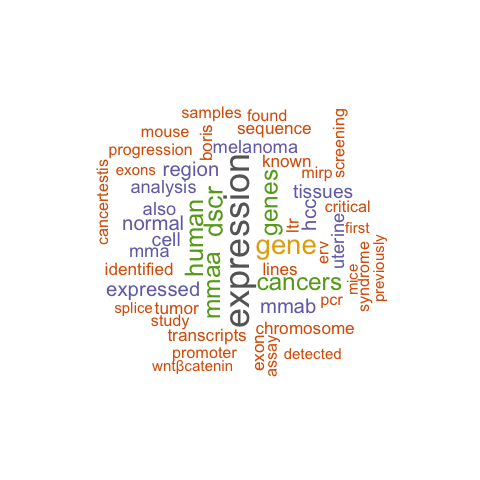 samples
found
mouse
boris
sequence
screening
progression
melanoma
known
cancertestis
exons
region
mirp
analysis
expression
genes
tissues
also
human
dscr
ltr
hcc
critical
normal
uterine
first
cell
gene
erv
mma
mmaa
previously
identified
lines
mice
syndrome
expressed
cancers
splice
tumor
mmab
pcr
study
transcripts
chromosome
promoter
exon
assay
detected
wntβcatenin